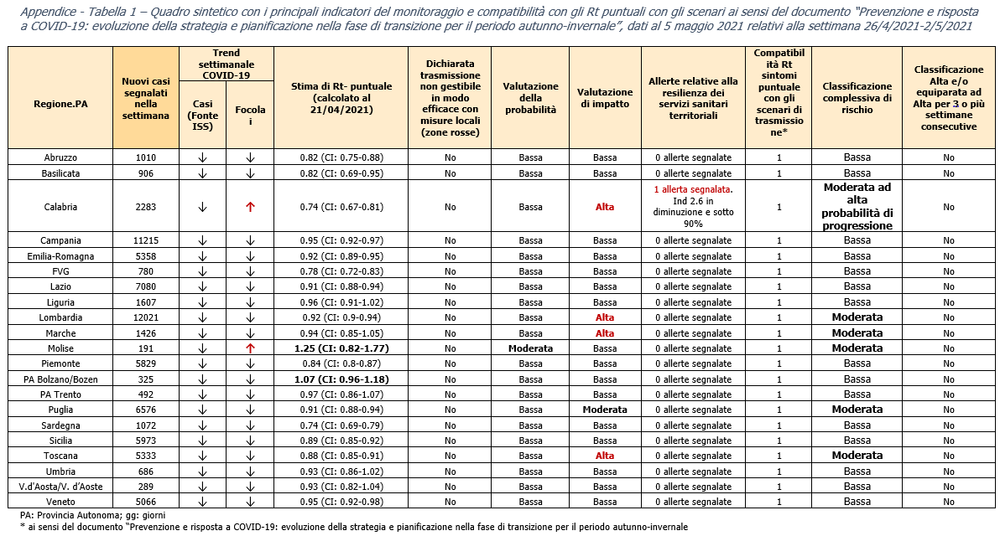 Appendice - Tabella 1 – Quadro sintetico con i principali indicatori del monitoraggio e compatibilità con gli Rt puntuali con gli scenari ai sensi del documento “Prevenzione e risposta
a COVID-19: evoluzione della strategia e pianificazione nella fase di transizione per il periodo autunno-invernale”, dati al 5 maggio 2021 relativi alla settimana 26/4/2021-2/5/2021
Regione.PA
Nuovi casi
segnalati
nella
settimana
Trend
settimanale
COVID-19
Casi
(Fonte
ISS)
Focola
i
Stima di Rt- puntuale
(calcolato al
21/04/2021)
Dichiarata
trasmissione
non gestibile
in modo
efficace con
misure locali
(zone rosse)
Valutazione
della
probabilità
Valutazione
di impatto
Allerte relative alla
resilienza dei
servizi sanitari
territoriali
Compatibil
ità Rt
sintomi
puntuale
con gli
scenari di
trasmissio
ne*
Classificazione
complessiva di
rischio
Classificazione
Alta e/o
equiparata ad
Alta per 3 o più
settimane
consecutive
Abruzzo 1010 ↓ ↓ 0.82 (CI: 0.75-0.88) No Bassa Bassa 0 allerte segnalate 1 Bassa No
Basilicata 906 ↓ ↓ 0.82 (CI: 0.69-0.95) No Bassa Bassa 0 allerte segnalate 1 Bassa No
Calabria 2283 ↓ ↑ 0.74 (CI: 0.67-0.81) No Bassa Alta
1 allerta segnalata.
Ind 2.6 in
diminuzione e sotto
90%
1
Moderata ad
alta
probabilità di
progressione
No
Campania 11215 ↓ ↓ 0.95 (CI: 0.92-0.97) No Bassa Bassa 0 allerte segnalate 1 Bassa No
Emilia-Romagna 5358 ↓ ↓ 0.92 (CI: 0.89-0.95) No Bassa Bassa 0 allerte segnalate 1 Bassa No
FVG 780 ↓ ↓ 0.78 (CI: 0.72-0.83) No Bassa Bassa 0 allerte segnalate 1 Bassa No
Lazio 7080 ↓ ↓ 0.91 (CI: 0.88-0.94) No Bassa Bassa 0 allerte segnalate 1 Bassa No
Liguria 1607 ↓ ↓ 0.96 (CI: 0.91-1.02) No Bassa Bassa 0 allerte segnalate 1 Bassa No
Lombardia 12021 ↓ ↓ 0.92 (CI: 0.9-0.94) No Bassa Alta 0 allerte segnalate 1 Moderata No
Marche 1426 ↓ ↓ 0.94 (CI: 0.85-1.05) No Bassa Alta 0 allerte segnalate 1 Moderata No
Molise 191 ↓ ↑ 1.25 (CI: 0.82-1.77) No Moderata Bassa 0 allerte segnalate 1 Moderata No
Piemonte 5829 ↓ ↓ 0.84 (CI: 0.8-0.87) No Bassa Bassa 0 allerte segnalate 1 Bassa No
PA Bolzano/Bozen 325 ↓ ↓ 1.07 (CI: 0.96-1.18) No Bassa Bassa 0 allerte segnalate 1 Bassa No
PA Trento 492 ↓ ↓ 0.97 (CI: 0.86-1.07) No Bassa Bassa 0 allerte segnalate 1 Bassa No
Puglia 6576 ↓ ↓ 0.91 (CI: 0.88-0.94) No Bassa Moderata 0 allerte segnalate 1 Moderata No
Sardegna 1072 ↓ ↓ 0.74 (CI: 0.69-0.79) No Bassa Bassa 0 allerte segnalate 1 Bassa No
Sicilia 5973 ↓ ↓ 0.89 (CI: 0.85-0.92) No Bassa Bassa 0 allerte segnalate 1 Bassa No
Toscana 5333 ↓ ↓ 0.88 (CI: 0.85-0.91) No Bassa Alta 0 allerte segnalate 1 Moderata No
Umbria 686 ↓ ↓ 0.93 (CI: 0.86-1.02) No Bassa Bassa 0 allerte segnalate 1 Bassa No
V.d'Aosta/V. d’Aoste 289 ↓ ↓ 0.93 (CI: 0.82-1.04) No Bassa Bassa 0 allerte segnalate 1 Bassa No
Veneto 5066 ↓ ↓ 0.95 (CI: 0.92-0.98) No Bassa Bassa 0 allerte segnalate 1 Bassa No
PA: Provincia Autonoma; gg: giorni
* ai sensi del documento “Prevenzione e risposta a COVID-19: evoluzione della strategia e pianificazione nella fase di transizione per il periodo autunno-invernale